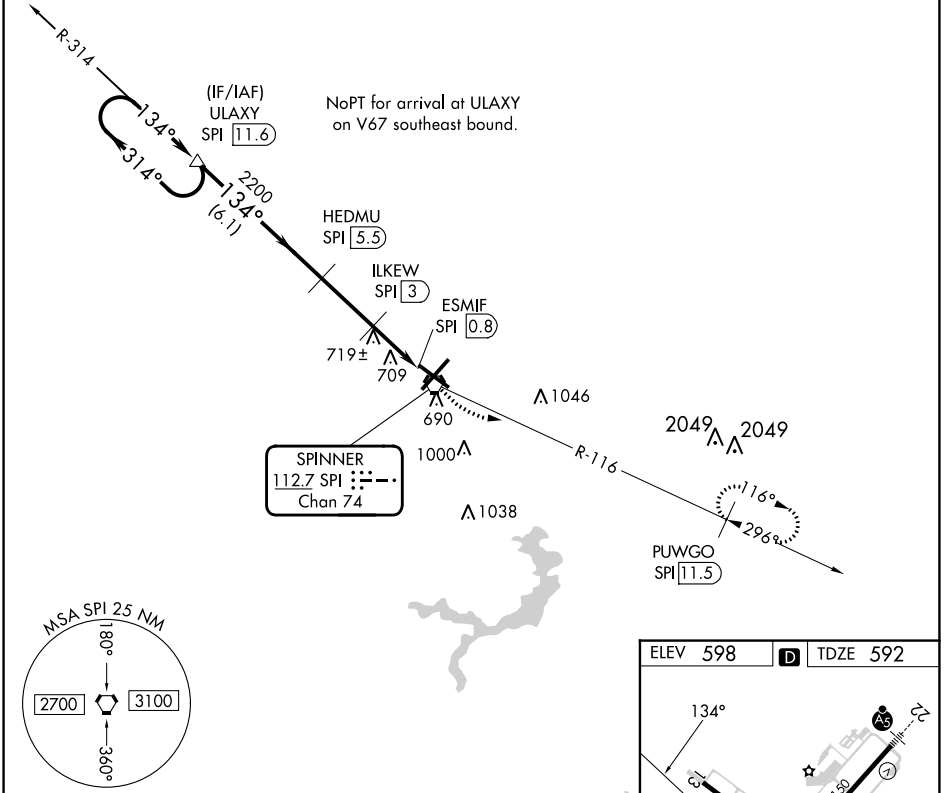 R-314
134°
314°
(IF/IAF)
ULAXY
SPI 11.6
NoPT for arrival at ULAXY
on V67 southeast bound.
2200
134°
(6.1)
HEDMU
SPI 5.5
ILKEW
SPI 3
ESMIF
SPI 0.8
719±
709
690
1046
1000
2049
2049
R-116
SPINNER
112.7 SPI
Chan 74
1038
116°
296°
PUWGO
SPI 11.5
MSA SPI 25 NM
180°
2700
3100
360°
ELEV 598
D
TDZE 592
134°
A5
22
13
V